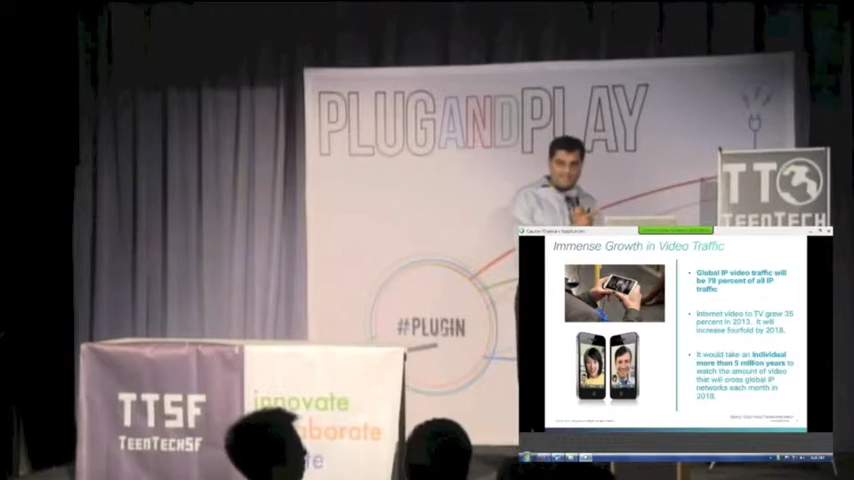 PLUGANDPLAY
TTO
TEENTECH
#PLUGIN
TTSF
TEENTECHSF
innovate
Immense Growth in Video Traffic
• Global IP video traffic will
be 79 percent of all IP
traffic
• Internet video to TV grew 35
percent in 2013. It will
increase fourfold by 2018.
• It would take an individual
more than 5 million years to
watch the amount of video
that will cross global IP
networks each month in
2018.